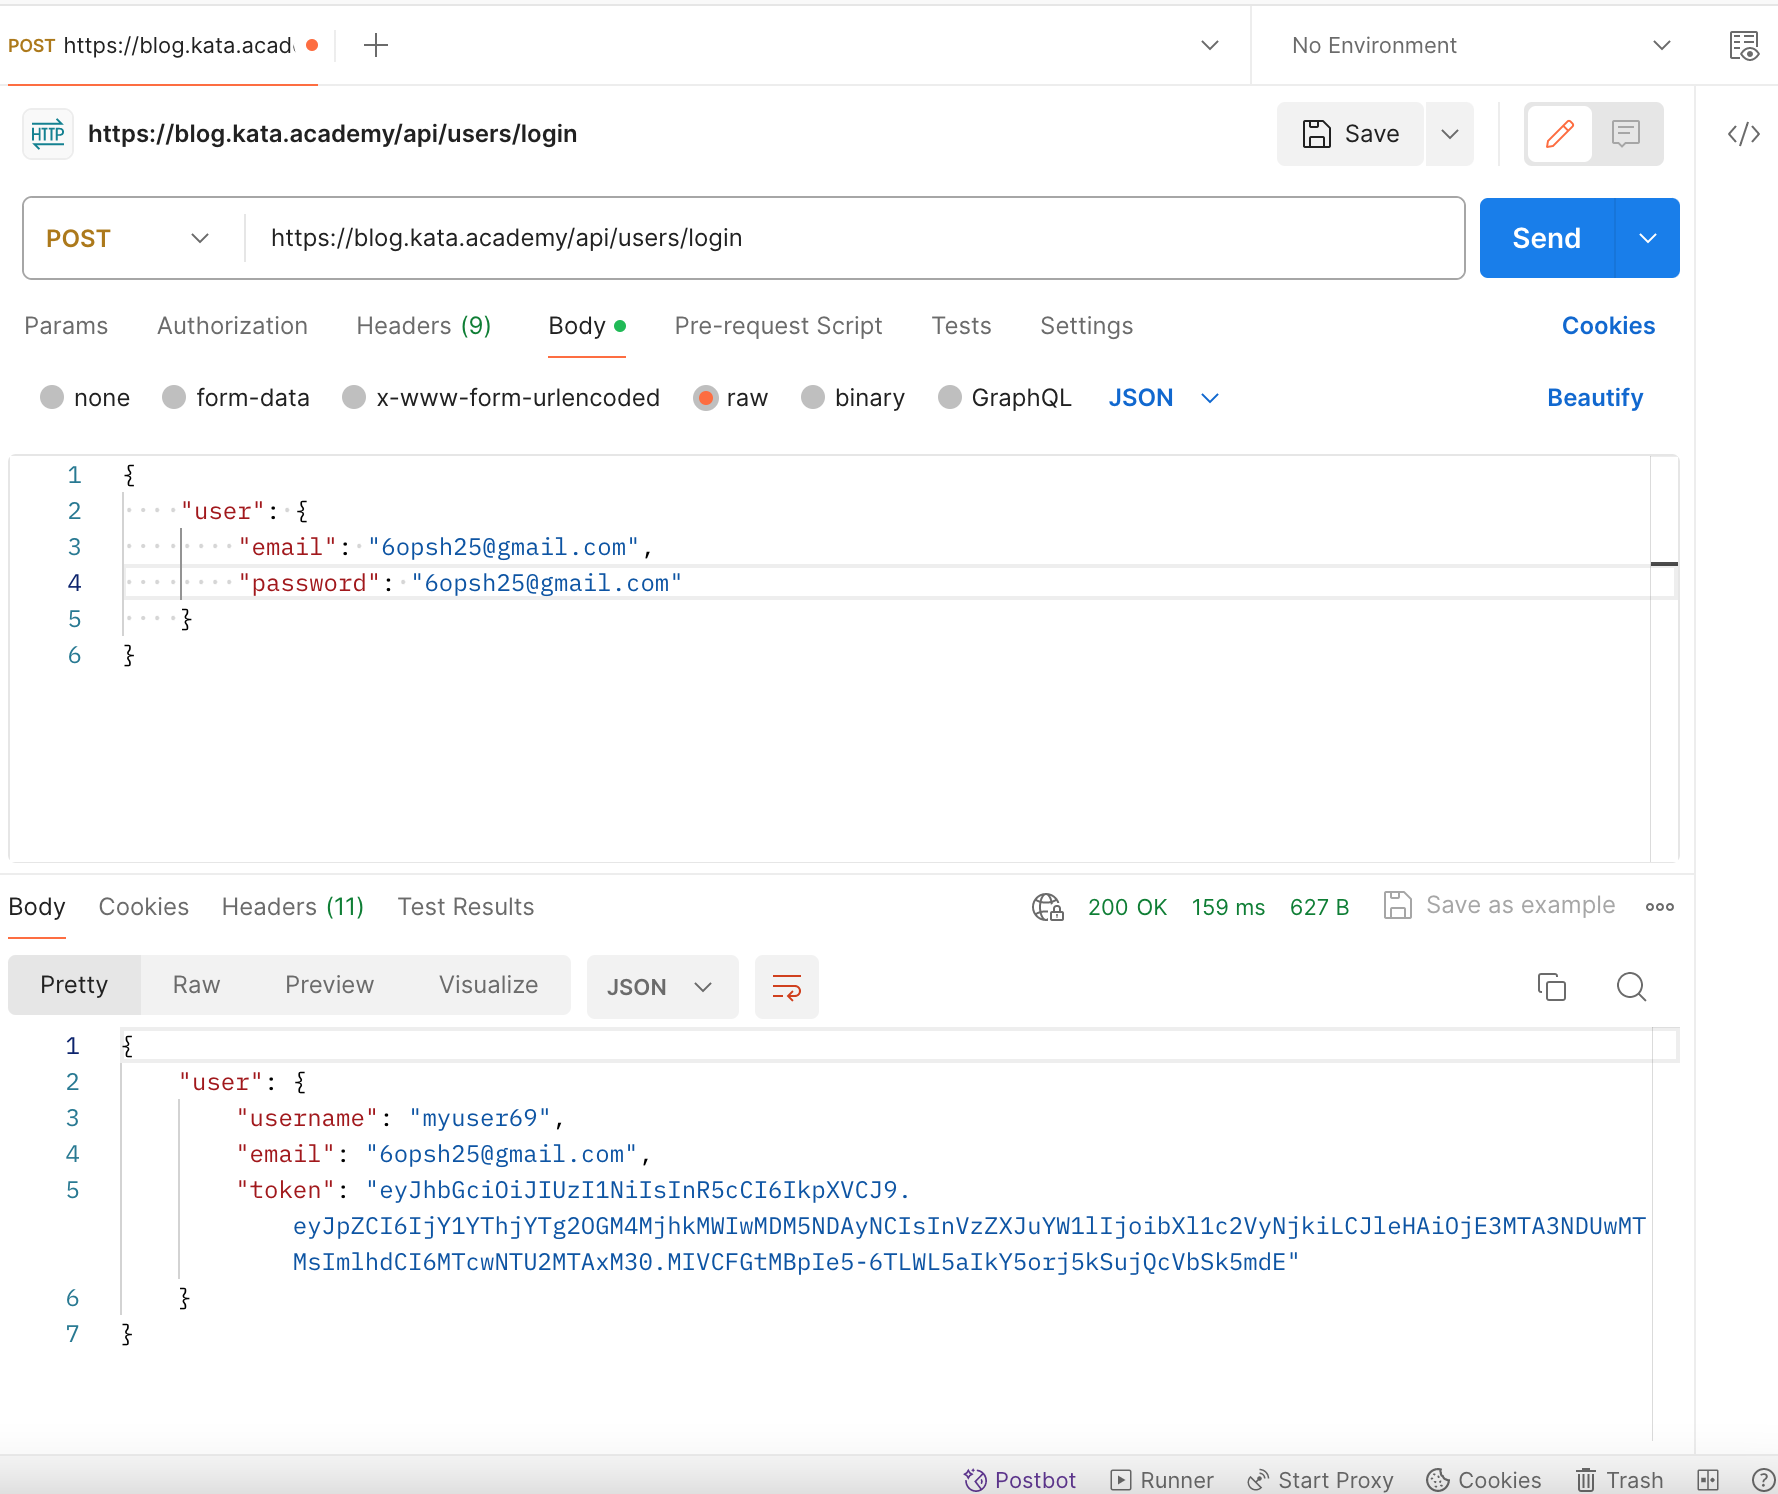 POST https://blog.kata.acad
No Environment
HTTP https://blog.kata.academy/api/users/login
Save
POST https://blog.kata.academy/api/users/login
Send
Params Authorization Headers (9) Body Pre-request Script Tests Settings Cookies
none form-data x-www-form-urlencoded raw binary GraphQL JSON Beautify
1 {
2 "user": {
3 "email": "6opsh25@gmail.com",
4 "password": "6opsh25@gmail.com"
5 }
6 }
Body Cookies Headers (11) Test Results 200 OK 159 ms 627 B Save as example
Pretty Raw Preview Visualize JSON
1 {
2 "user": {
3 "username": "myuser69",
4 "email": "6opsh25@gmail.com",
5 "token": "eyJhbGciOiJIUzI1NiIsInR5cCI6IkpXVCJ9.
eyJpZCI6IjY1YThjYTg2OGM4MjhkMWIwMDM5NDAyNCIsInVzZXJuYW1lIjoibXl1c2VyNjkiLCJleHAiOjE3MTA3NDUwMT
MsImlhdCI6MTcwNTU2MTAxM30.MIVCFGtMBpIe5-6TLWL5aIkY5orj5kSujQcVbSk5mdE"
6 }
7 }
Postbot Runner Start Proxy Cookies Trash